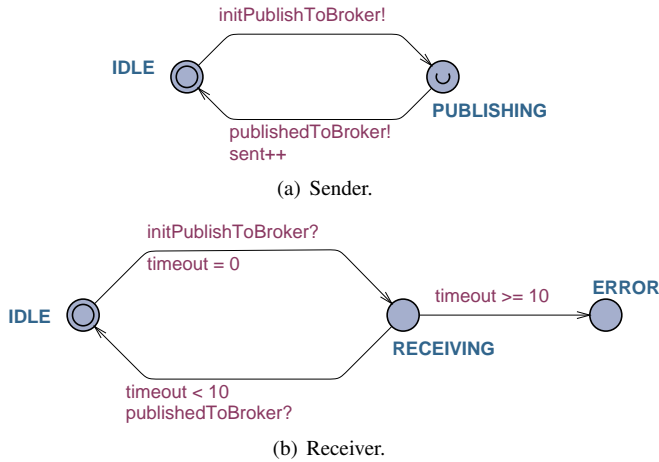 initPublishToBroker!
IDLE
PUBLISHING
publishedToBroker!
sent++
(a) Sender.
initPublishToBroker?
timeout = 0
ERROR
timeout >= 10
IDLE
RECEIVING
timeout < 10
publishedToBroker?
(b) Receiver.